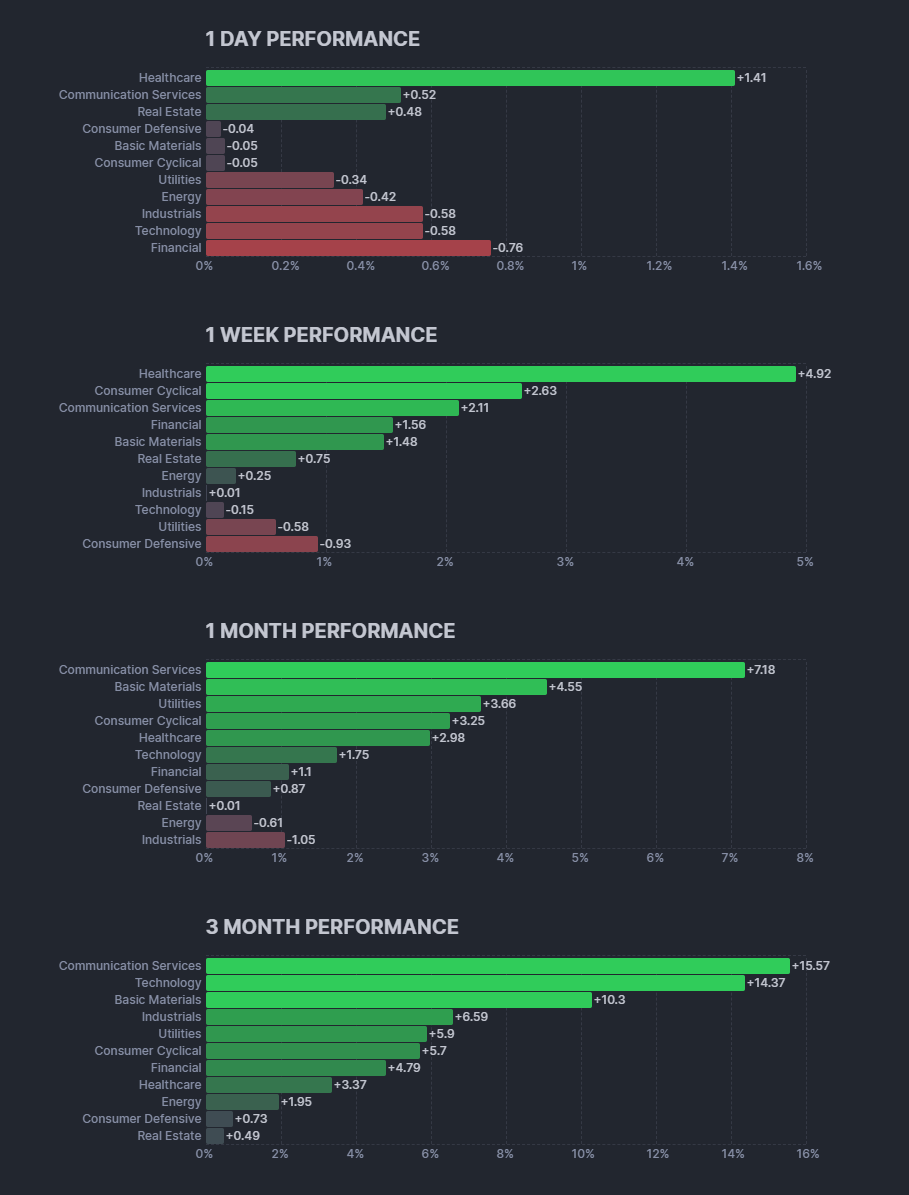 1 DAY PERFORMANCE
Healthcare +1.41
Communication Services +0.52
Real Estate +0.48
Consumer Defensive -0.04
Basic Materials -0.05
Consumer Cyclical -0.05
Utilities -0.34
Energy -0.42
Industrials -0.58
Technology -0.58
Financial -0.76
0% 0.2% 0.4% 0.6% 0.8% 1% 1.2% 1.4% 1.6%
1 WEEK PERFORMANCE
Healthcare +4.92
Consumer Cyclical +2.63
Communication Services +2.11
Financial +1.56
Basic Materials +1.48
Real Estate +0.75
Energy +0.25
Industrials +0.01
Technology -0.15
Utilities -0.58
Consumer Defensive -0.93
0% 1% 2% 3% 4% 5%
1 MONTH PERFORMANCE
Communication Services +7.18
Basic Materials +4.55
Utilities +3.66
Consumer Cyclical +3.25
Healthcare +2.98
Technology +1.75
Financial +1.1
Consumer Defensive +0.87
Real Estate +0.01
Energy -0.61
Industrials -1.05
0% 1% 2% 3% 4% 5% 6% 7% 8%
3 MONTH PERFORMANCE
Communication Services +15.57
Technology +14.37
Basic Materials +10.3
Industrials +6.59
Utilities +5.9
Consumer Cyclical +5.7
Financial +4.79
Healthcare +3.37
Energy +1.95
Consumer Defensive +0.73
Real Estate +0.49
0% 2% 4% 6% 8% 10% 12% 14% 16%